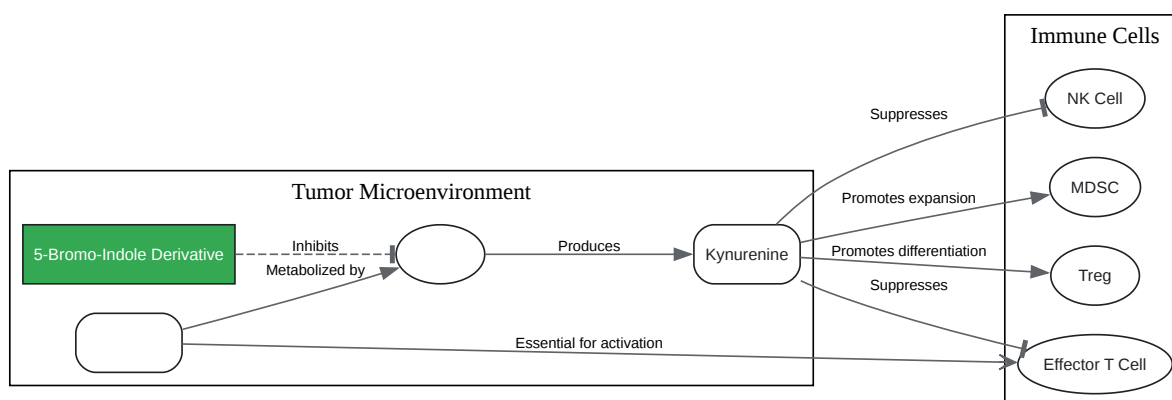 Immune Cells
NK Cell
Suppresses
MDSC
Promotes expansion
Tumor Microenvironment
5-Bromo-Indole Derivative
Inhibits
Metabolized by
Produces
Kynurenine
Promotes differentiation
Treg
Suppresses
Essential for activation
Effector T Cell